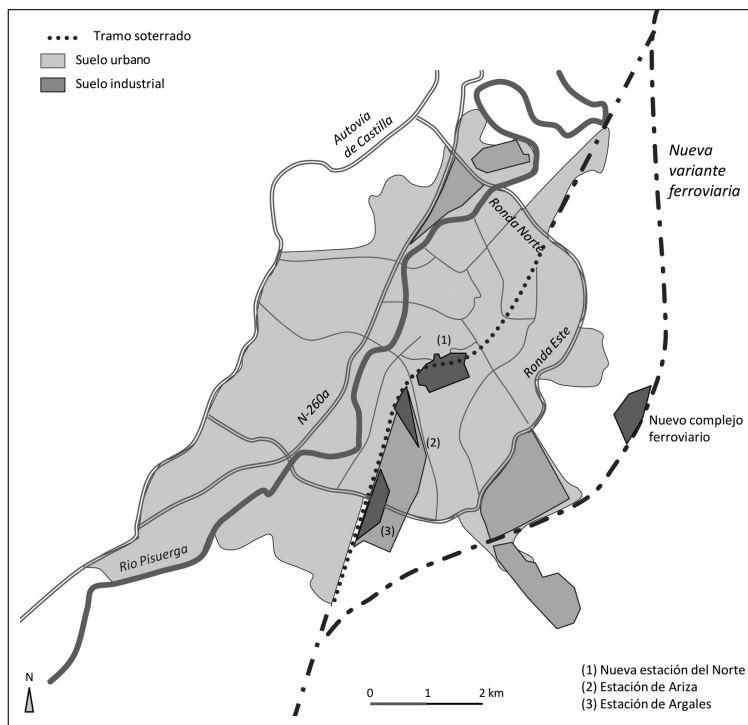 Tramo soterrado
Suelo urbano
Suelo industrial
Autovía
de Castilla
Nueva
variante
ferroviaria
Ronda Norte
(1)
Ronda Este
N-260a
Nuevo complejo
ferroviario
(2)
(3)
Rio Pisuerga
N
0 1 2 km
(1) Nueva estación del Norte
(2) Estación de Ariza
(3) Estación de Argales